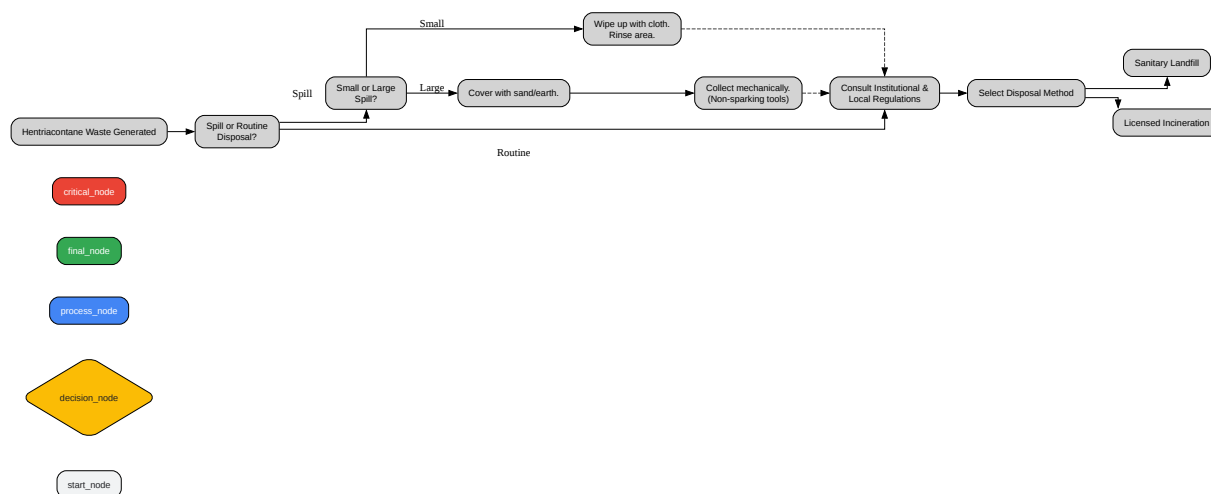 Small
Wipe up with cloth.
Rinse area.
Sanitary Landfill
Spill
Small or Large
Spill?
Large
Cover with sand/earth.
Collect mechanically.
(Non-sparking tools)
Consult Institutional &
Local Regulations
Select Disposal Method
Licensed Incineration
Hentriacontane Waste Generated
Spill or Routine
Disposal?
Routine
critical_node
final_node
process_node
decision_node
start_node